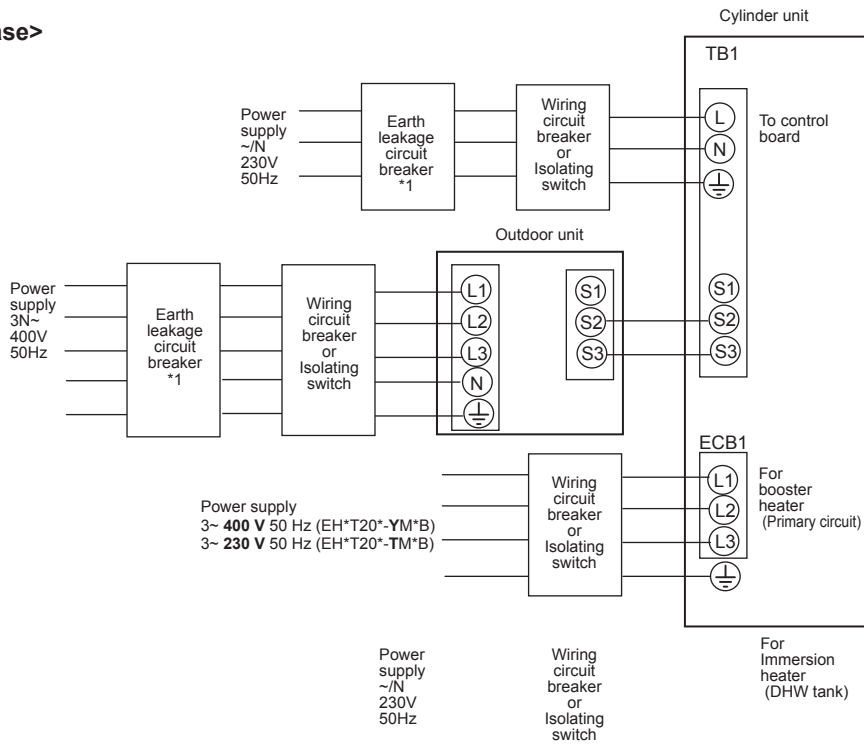 ase>
Cylinder unit
TB1
Power
supply
~/N
230V
50Hz
Earth
leakage
circuit
breaker
*1
Wiring
circuit
breaker
or
Isolating
switch
L
N
To control
board
Outdoor unit
Power
supply
3N~
400V
50Hz
Earth
leakage
circuit
breaker
*1
Wiring
circuit
breaker
or
Isolating
switch
L1
L2
L3
N
S1
S2
S3
S1
S2
S3
ECB1
Power supply
3~ 400 V 50 Hz (EH*T20*-YM*B)
3~ 230 V 50 Hz (EH*T20*-TM*B)
Wiring
circuit
breaker
or
Isolating
switch
L1
L2
L3
For
booster
heater
(Primary circuit)
Power
supply
~/N
230V
50Hz
Wiring
circuit
breaker
or
Isolating
switch
For
Immersion
heater
(DHW tank)